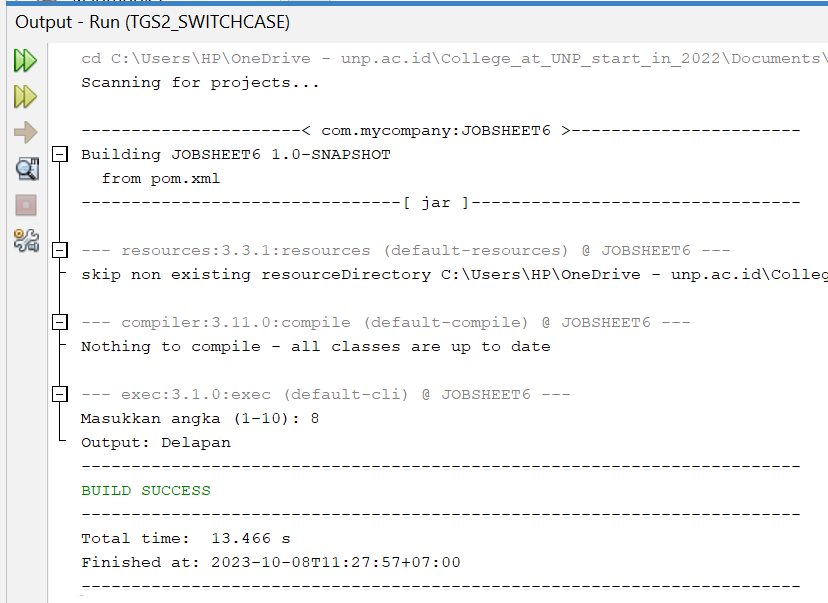 Output - Run (TGS2_SWITCHCASE)
cd C:\Users\HP\OneDrive - unp.ac.id\College_at_UNP_start_in_2022\Documents\
Scanning for projects...
----------------------< com.mycompany:JOBSHEET6 >-----------------------
Building JOBSHEET6 1.0-SNAPSHOT
  from pom.xml
--------------------------------[ jar ]---------------------------------
--- resources:3.3.1:resources (default-resources) @ JOBSHEET6 ---
skip non existing resourceDirectory C:\Users\HP\OneDrive - unp.ac.id\Colleg
--- compiler:3.11.0:compile (default-compile) @ JOBSHEET6 ---
Nothing to compile - all classes are up to date
--- exec:3.1.0:exec (default-cli) @ JOBSHEET6 ---
Masukkan angka (1-10): 8
Output: Delapan
------------------------------------------------------------------------
BUILD SUCCESS
------------------------------------------------------------------------
Total time:  13.466 s
Finished at: 2023-10-08T11:27:57+07:00
------------------------------------------------------------------------